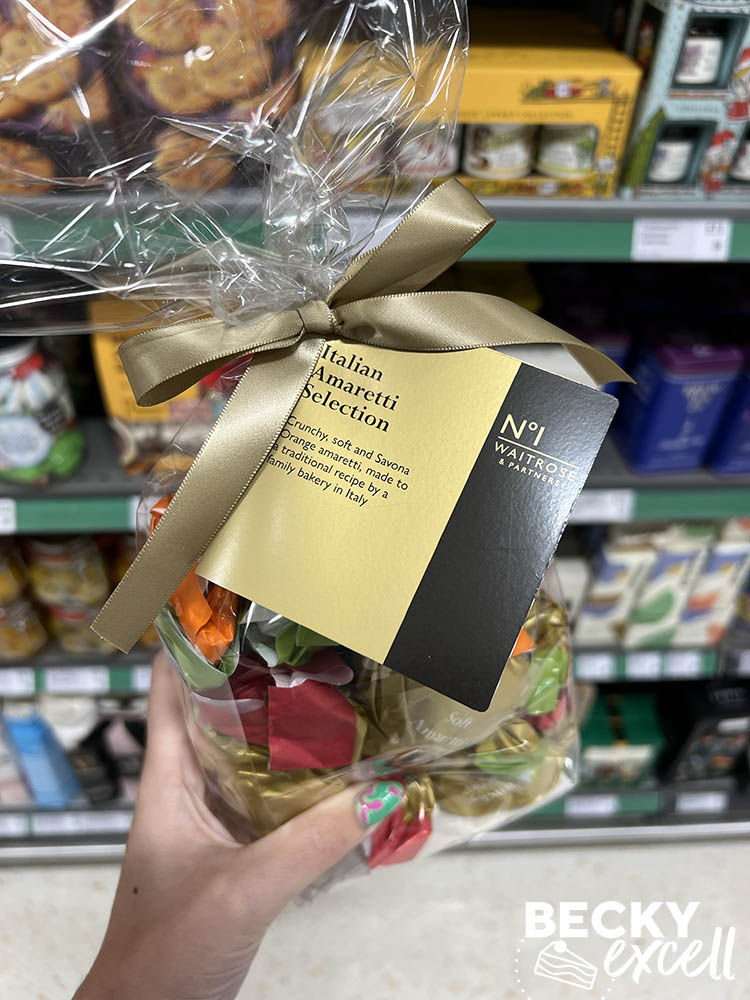 Italian
Amaretti
Selection
Crunchy, soft and Savona
Orange amaretti, made to
a traditional recipe by a
family bakery in Italy
Nº1
WAITROSE
& PARTNERS
Soft
BECKY
excell